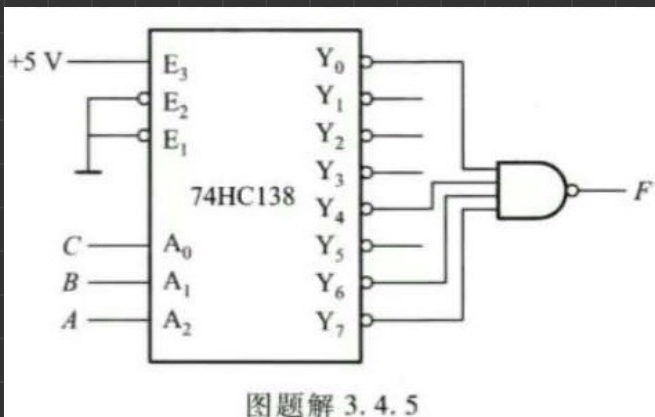 +5 V
E₃
E₂
E₁
74HC138
C
A₀
B
A₁
A
A₂
Y₀
Y₁
Y₂
Y₃
Y₄
Y₅
Y₆
Y₇
F
图题解 3.4.5